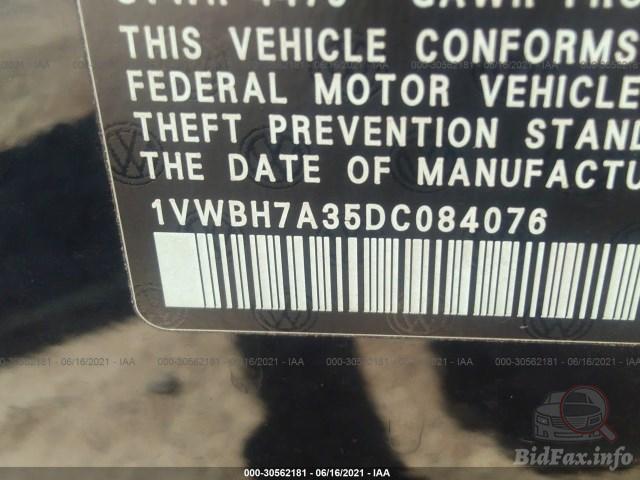 THIS VEHICLE CONFORMS
FEDERAL MOTOR VEHICLE
THEFT PREVENTION STAND
THE DATE OF MANUFACTU
1VWBH7A35DC084076
000-30562181 - 06/16/2021 - IAA
BidFax.info